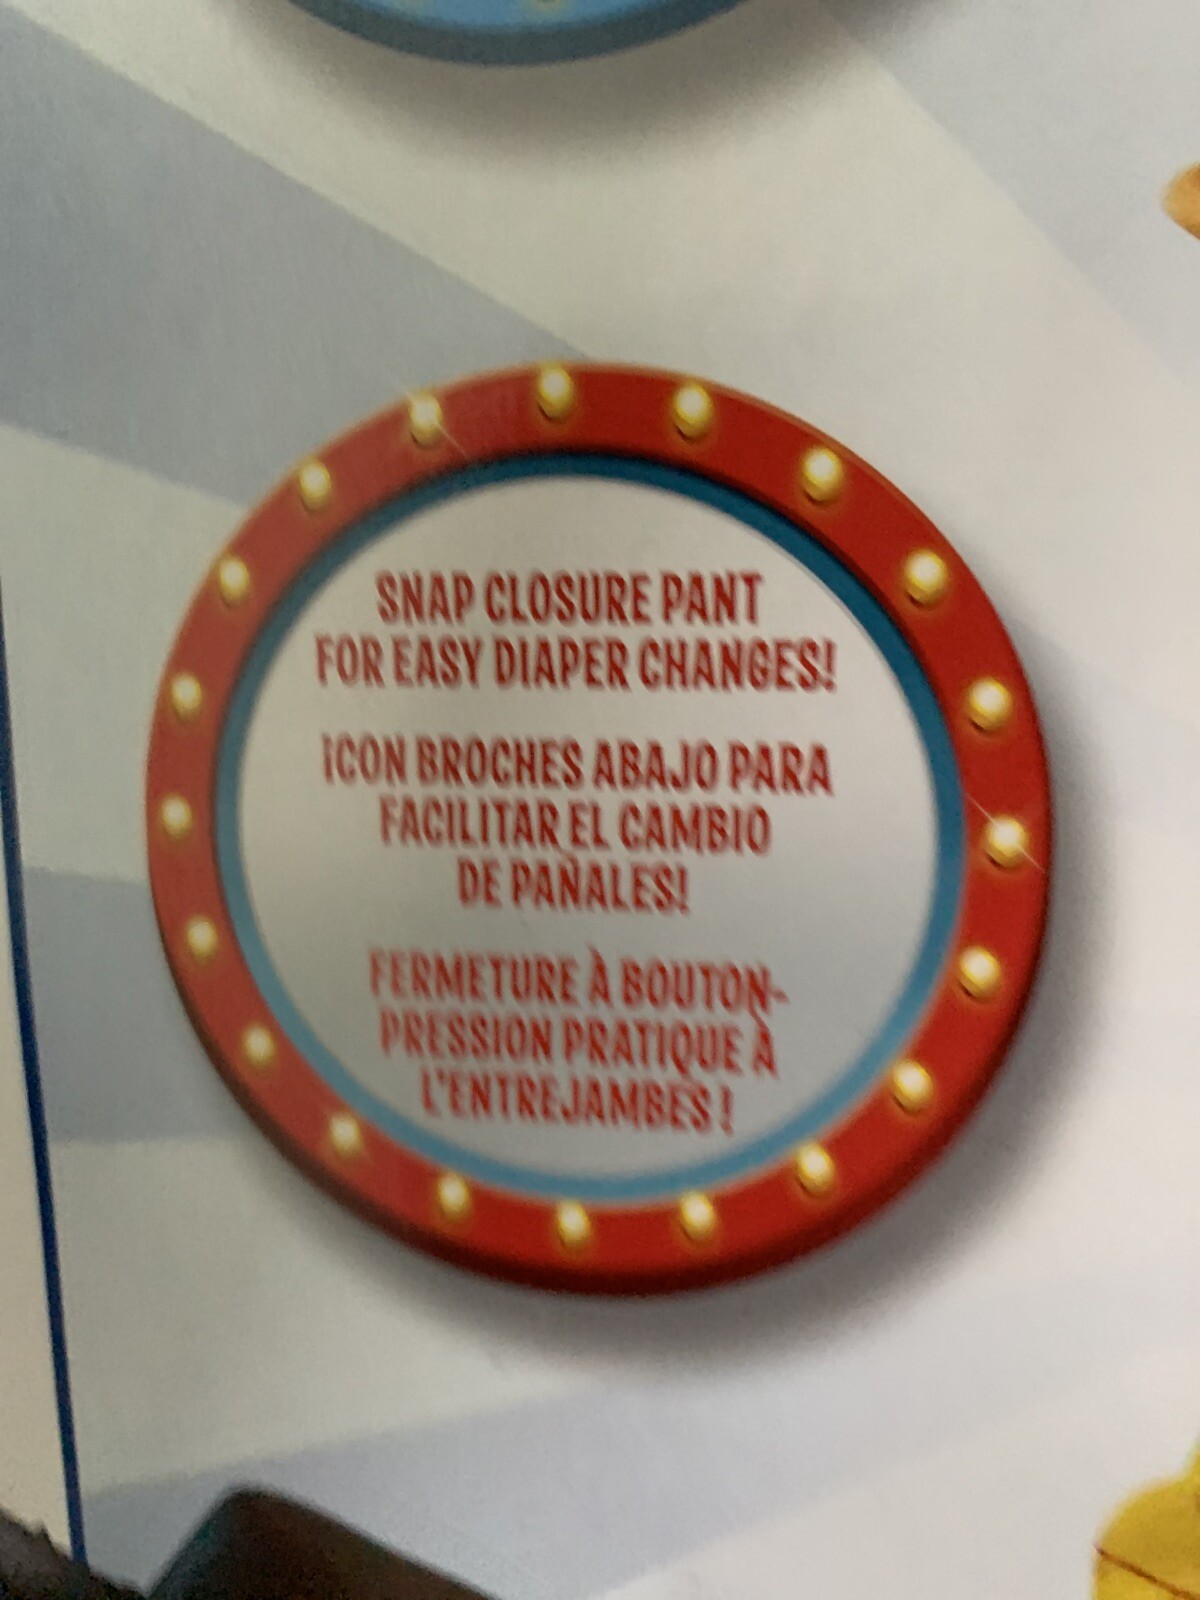 SNAP CLOSURE PANT
FOR EASY DIAPER CHANGES!
¡CON BROCHES ABAJO PARA
FACILITAR EL CAMBIO
DE PAÑALES!
FERMETURE À BOUTON-
PRESSION PRATIQUE À
L'ENTREJAMBES !